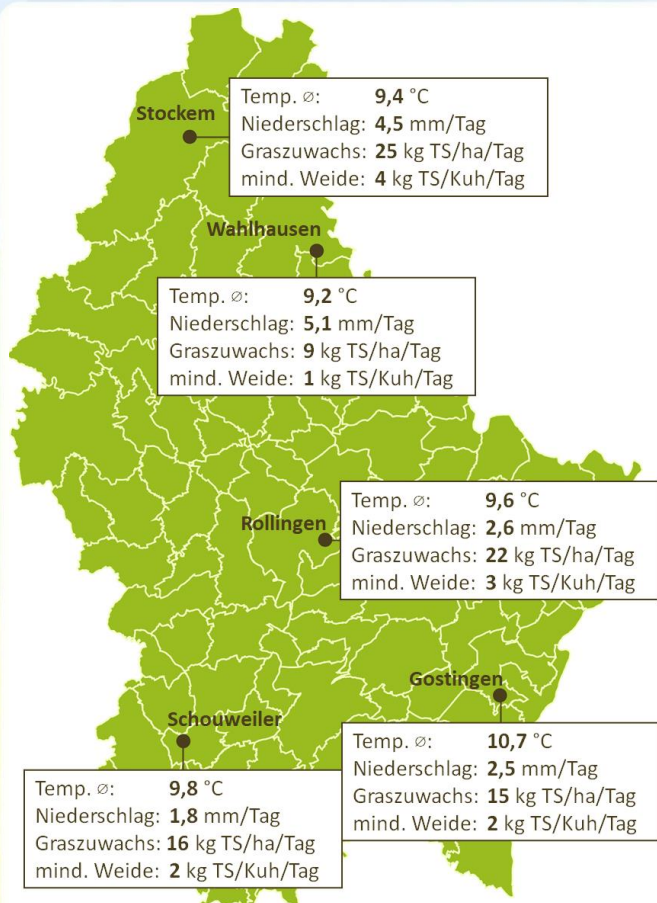 Stockem
Temp. ⌀: 9,4 °C
Niederschlag: 4,5 mm/Tag
Graszuwachs: 25 kg TS/ha/Tag
mind. Weide: 4 kg TS/Kuh/Tag
Wahlhausen
Temp. ⌀: 9,2 °C
Niederschlag: 5,1 mm/Tag
Graszuwachs: 9 kg TS/ha/Tag
mind. Weide: 1 kg TS/Kuh/Tag
Rollingen
Temp. ⌀: 9,6 °C
Niederschlag: 2,6 mm/Tag
Graszuwachs: 22 kg TS/ha/Tag
mind. Weide: 3 kg TS/Kuh/Tag
Gostingen
Temp. ⌀: 10,7 °C
Niederschlag: 2,5 mm/Tag
Graszuwachs: 15 kg TS/ha/Tag
mind. Weide: 2 kg TS/Kuh/Tag
Schouweiler
Temp. ⌀: 9,8 °C
Niederschlag: 1,8 mm/Tag
Graszuwachs: 16 kg TS/ha/Tag
mind. Weide: 2 kg TS/Kuh/Tag